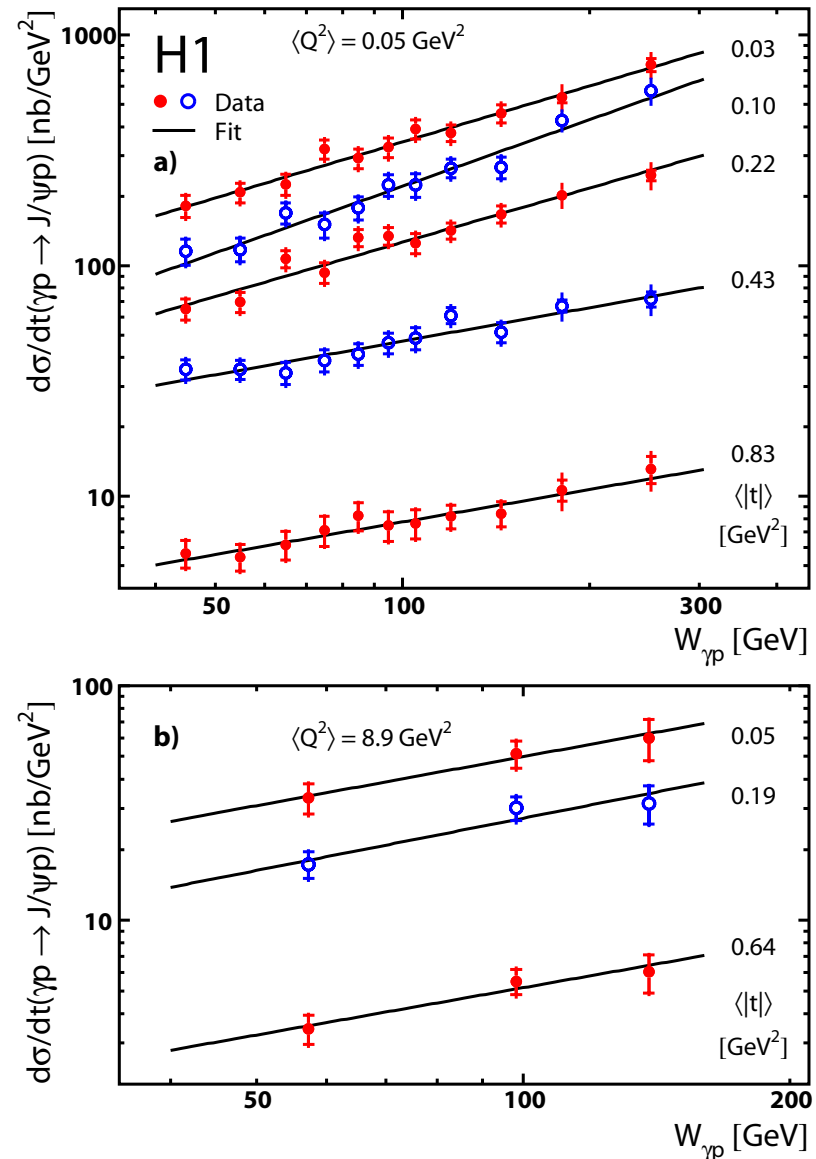 1000
H1
⟨Q²⟩ = 0.05 GeV²
0.03
Data
Fit
0.10
a)
0.22
100
0.43
10
0.83
⟨|t|⟩
[GeV²]
dσ/dt(γp → J/ψp) [nb/GeV²]
50 100 300
W_γp [GeV]
100
b)
⟨Q²⟩ = 8.9 GeV²
0.05
0.19
10
0.64
⟨|t|⟩
[GeV²]
dσ/dt(γp → J/ψp) [nb/GeV²]
50 100 200
W_γp [GeV]